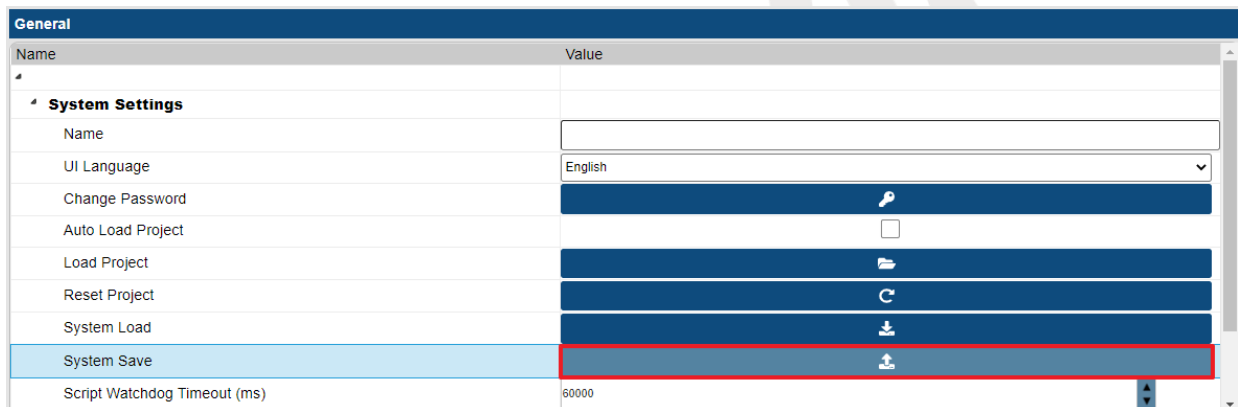 General
Name Value
System Settings
Name
UI Language English
Change Password
Auto Load Project
Load Project
Reset Project
System Load
System Save
Script Watchdog Timeout (ms) 60000